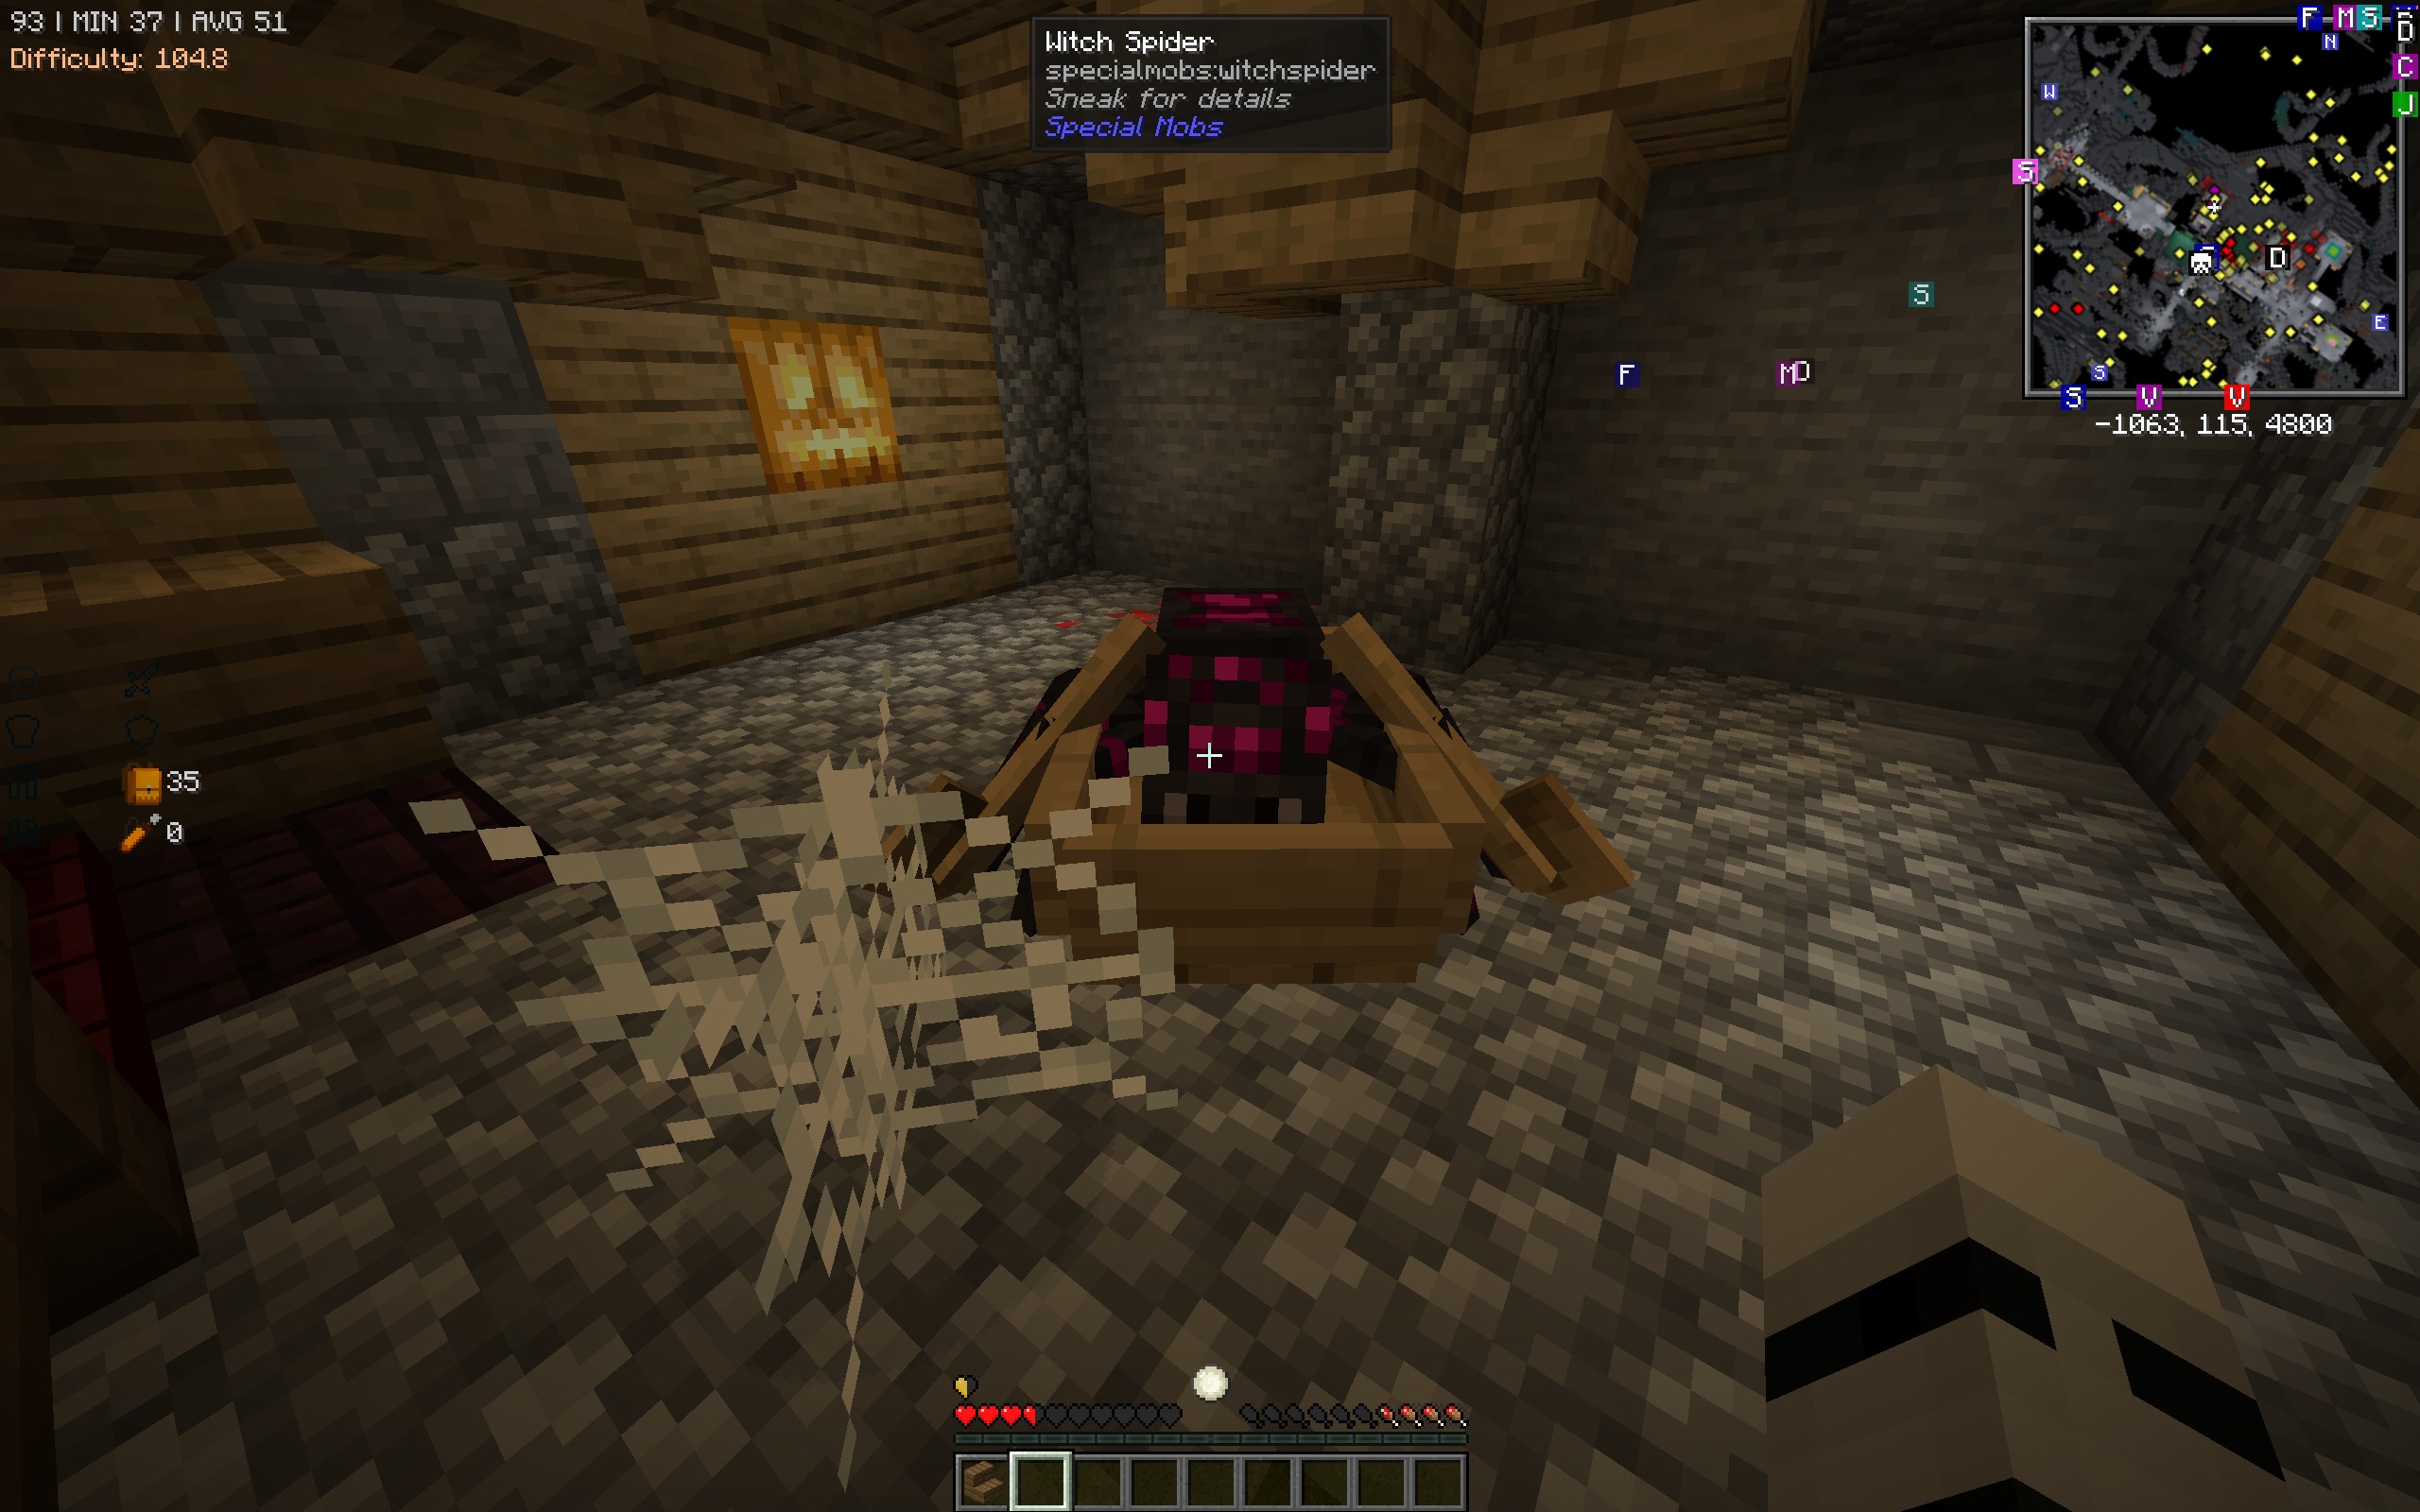 93 | MIN 37 | AVG 51
Difficulty: 104.8
Witch Spider
specialmobs:witchspider
Sneak for details
Special Mobs
F M S
D
N
C
W
J
S
D
S
F
M D
E
S
S V V
-1063, 115, 4800
35
0